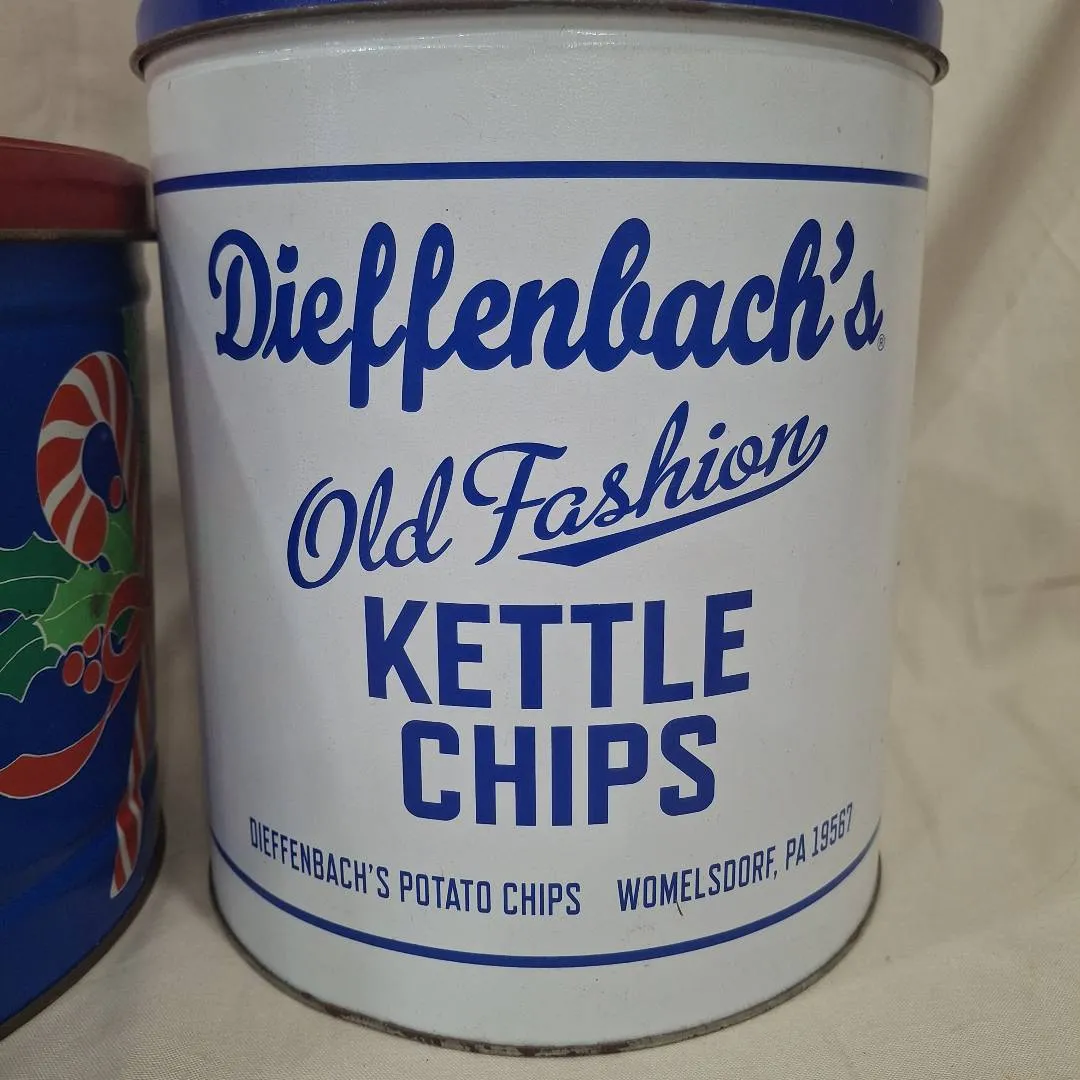 Dieffenbach's®
Old Fashion
KETTLE
CHIPS
DIEFFENBACH'S POTATO CHIPS WOMELSDORF, PA 19567